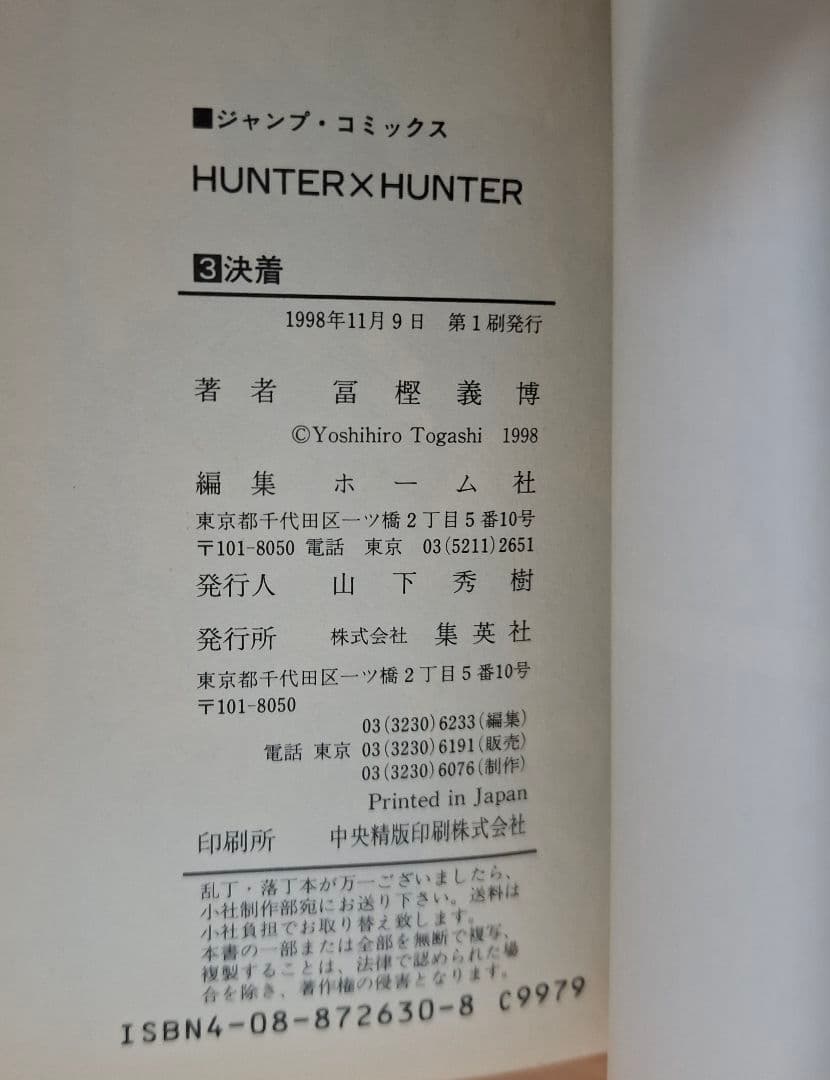 ■ジャンプ・コミックス
HUNTER×HUNTER
3決着
1998年11月9日 第1刷発行
著者 冨樫義博
©Yoshihiro Togashi 1998
編集 ホーム社
東京都千代田区一ツ橋2丁目5番10号
〒101-8050 電話 東京 03(5211)2651
発行人 山下秀樹
発行所 株式会社 集英社
東京都千代田区一ツ橋2丁目5番10号
〒101-8050
03(3230)6233(編集)
電話 東京 03(3230)6191(販売)
03(3230)6076(制作)
Printed in Japan
印刷所 中央精版印刷株式会社
乱丁・落丁本が万一ございましたら、
小社制作部宛にお送り下さい。送料は
小社負担でお取り替え致します。
本書の一部または全部を無断で複写、
複製することは、法律で認められた場
合を除き、著作権の侵害となります。
ISBN4-08-872630-8 C9979